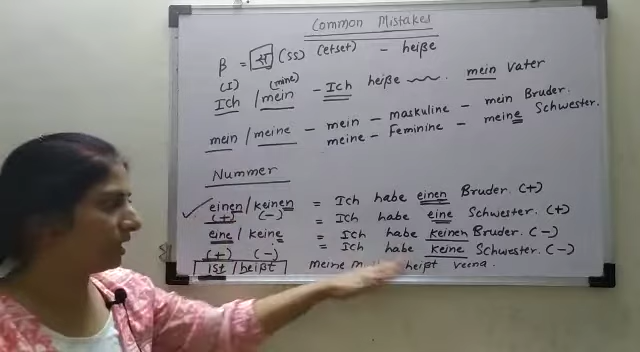 Common Mistakes
β = स (ss) (etset) - heiße
(I) (mine)
Ich / mein - Ich heiße . mein Vater
mein / meine - mein - maskuline - mein Bruder.
meine - Feminine - meine Schwester.
Nummer
einen / keinen = Ich habe einen Bruder. (+)
(+) (-) = Ich habe eine Schwester. (+)
eine / keine = Ich habe keinen Bruder. (-)
(+) (-) = Ich habe keine Schwester. (-)
ist / heißt Meine heißt Veena.